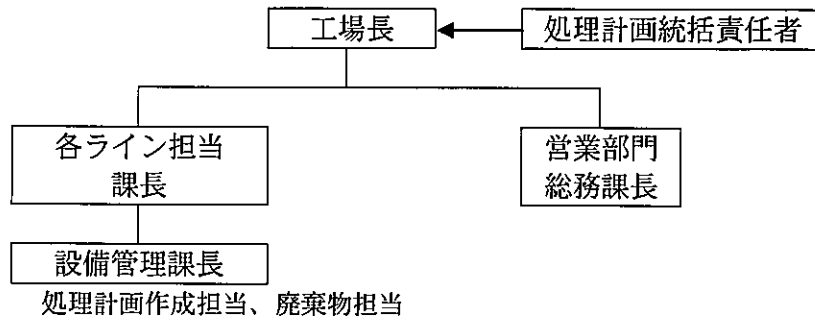 工場長
処理計画統括責任者
各ライン担当
課長
営業部門
総務課長
設備管理課長
処理計画作成担当、廃棄物担当